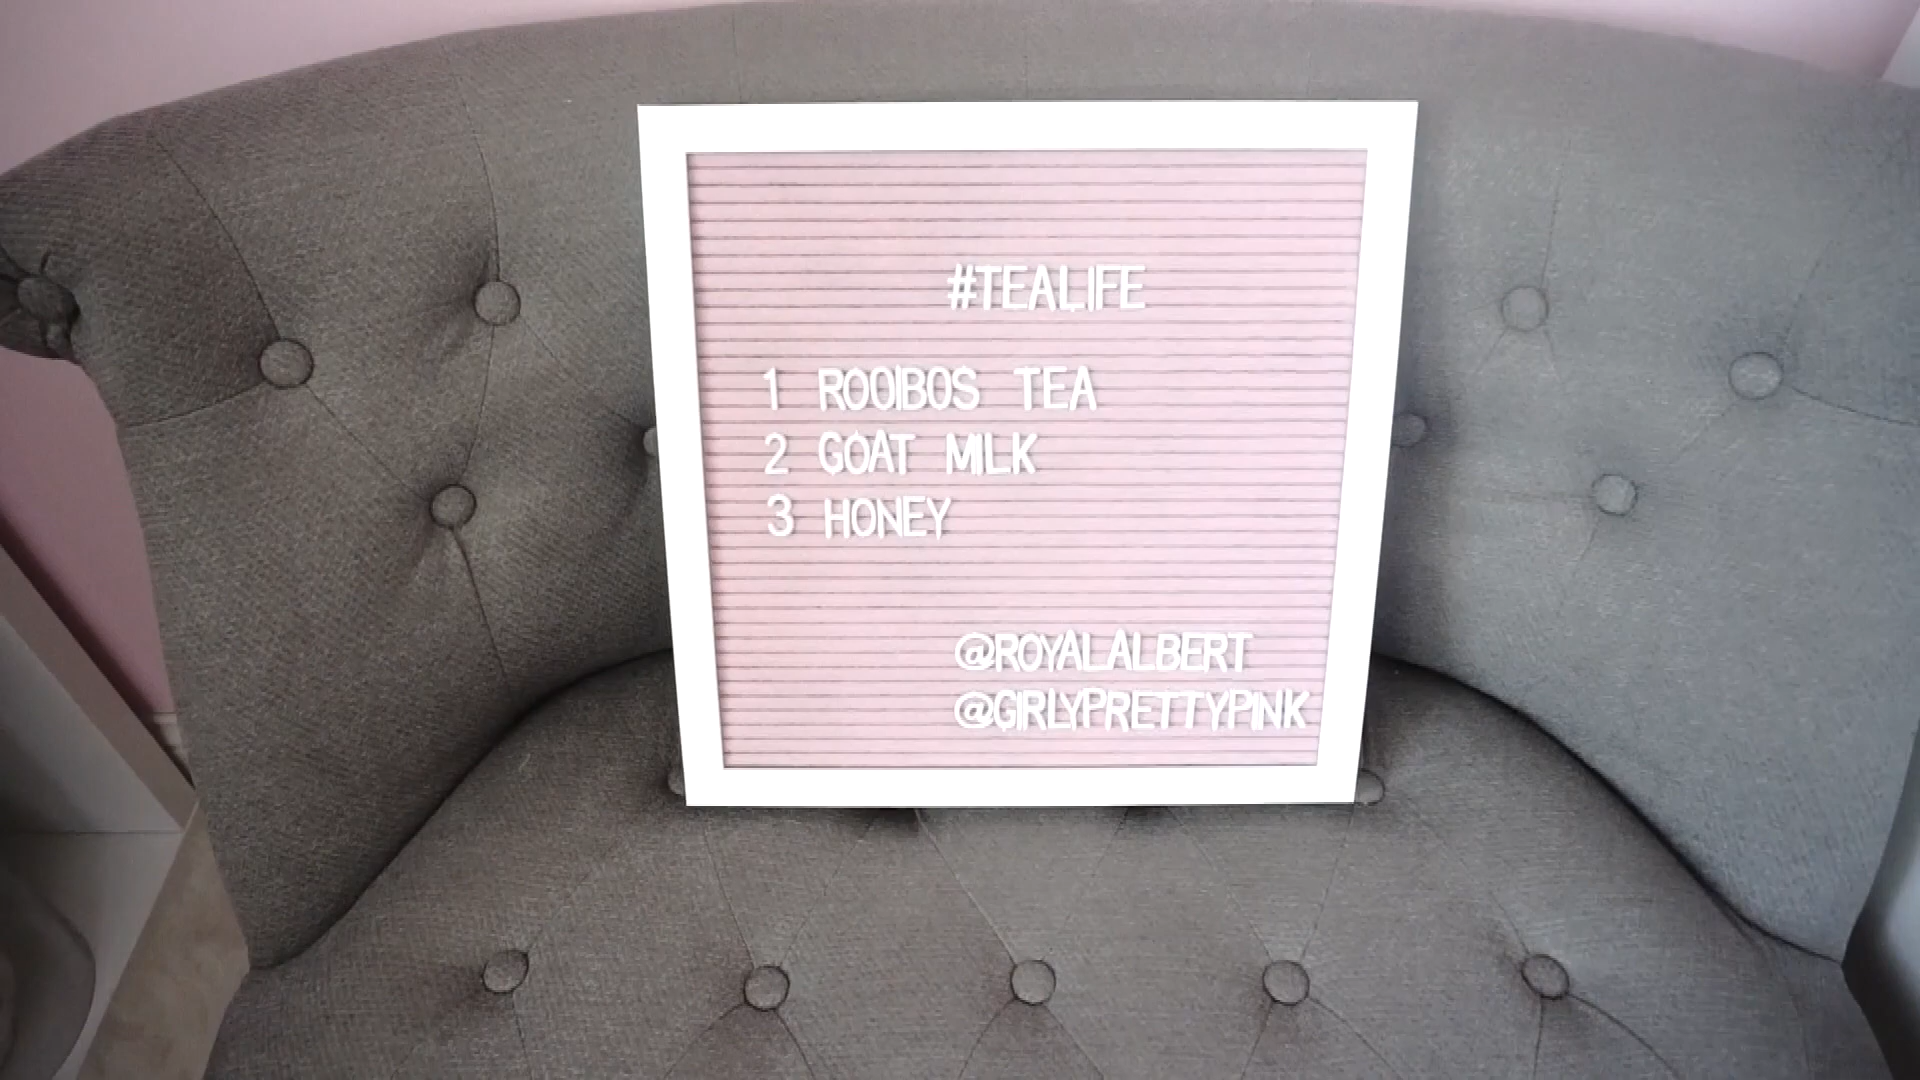 #TEALIFE
1 ROOIBOS TEA
2 GOAT MILK
3 HONEY
@ROYALALBERT
@GIRLYPRETTYPINK